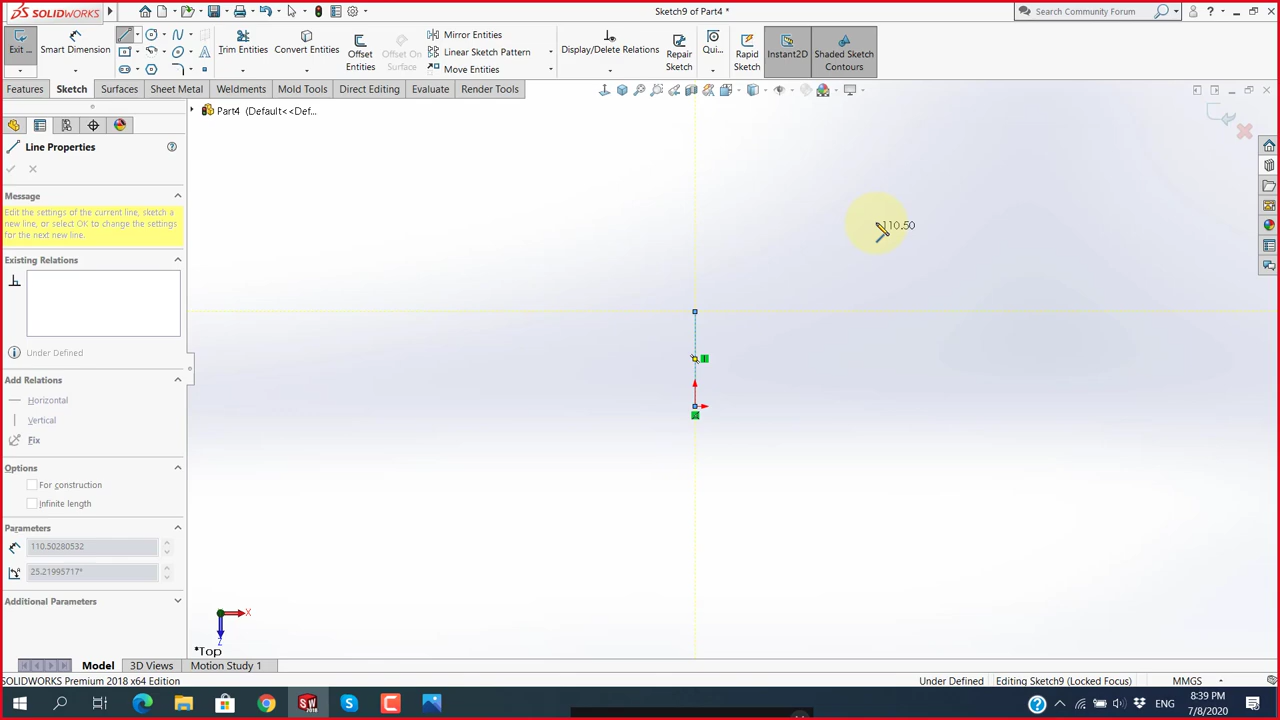 SOLIDWORKS
Sketch9 of Part4 *
Search Community Forum
Exit ...
Smart Dimension
Trim Entities
Convert Entities
Offset Entities
Offset On Surface
Mirror Entities
Linear Sketch Pattern
Move Entities
Display/Delete Relations
Repair Sketch
Qui...
Rapid Sketch
Instant2D
Shaded Sketch Contours
Features
Sketch
Surfaces
Sheet Metal
Weldments
Mold Tools
Direct Editing
Evaluate
Render Tools
Part4 (Default<<Def...
Line Properties
Message
Edit the settings of the current line, sketch a
new line, or select OK to change the settings
for the next new line.
Existing Relations
Under Defined
Add Relations
Horizontal
Vertical
Fix
Options
For construction
Infinite length
Parameters
110.50280532
25.21995717°
Additional Parameters
110.50
X
Z
*Top
Model
3D Views
Motion Study 1
SOLIDWORKS Premium 2018 x64 Edition
Under Defined
Editing Sketch9 (Locked Focus)
MMGS
ENG
8:39 PM
7/8/2020